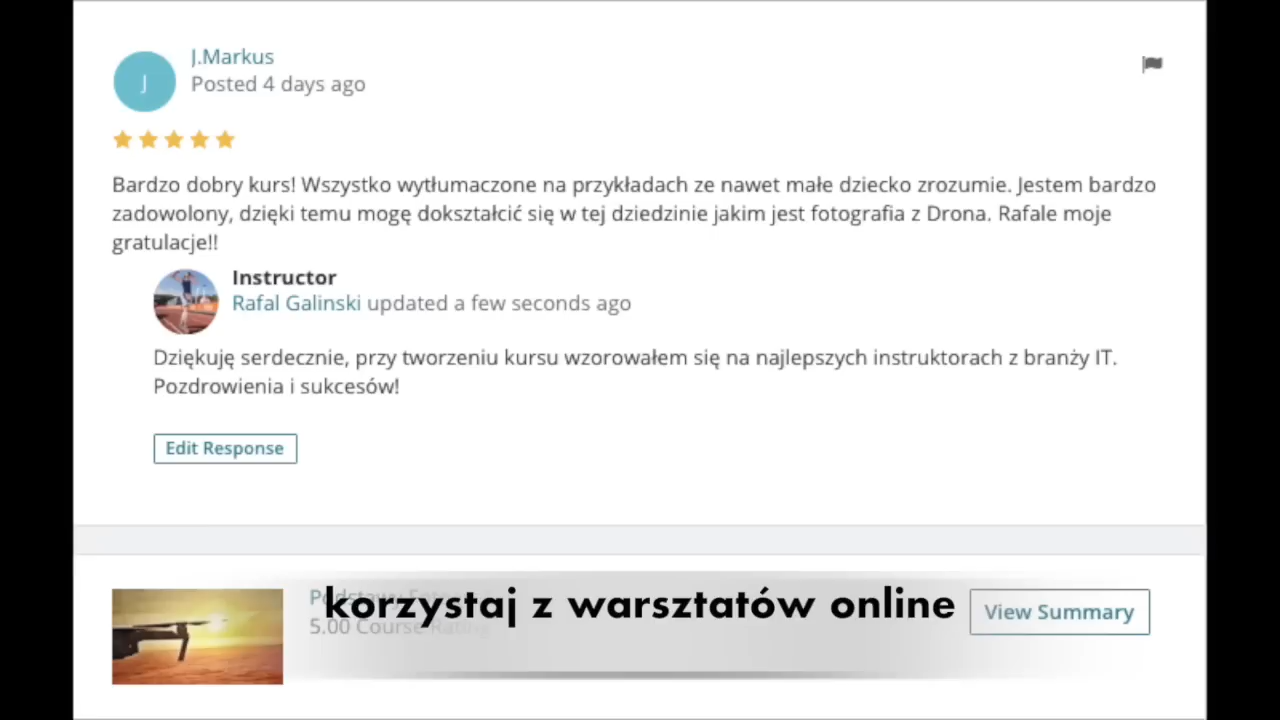 J
J.Markus
Posted 4 days ago
Bardzo dobry kurs! Wszystko wytłumaczone na przykładach ze nawet małe dziecko zrozumie. Jestem bardzo
zadowolony, dzięki temu mogę dokształcić się w tej dziedzinie jakim jest fotografia z Drona. Rafale moje
gratulacje!!
Instructor
Rafal Galinski updated a few seconds ago
Dziękuję serdecznie, przy tworzeniu kursu wzorowałem się na najlepszych instruktorach z branży IT.
Pozdrowienia i sukcesów!
Edit Response
korzystaj z warsztatów online
5.00 Course Rating
View Summary